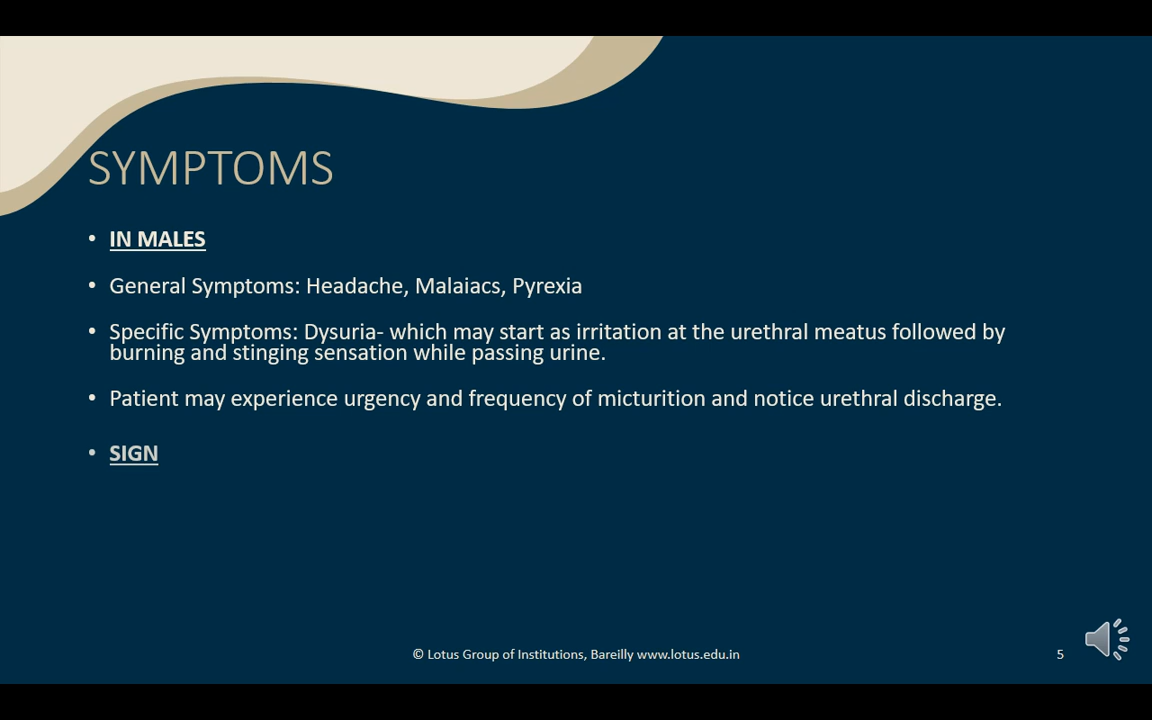 SYMPTOMS
• IN MALES
• General Symptoms: Headache, Malaiacs, Pyrexia
• Specific Symptoms: Dysuria- which may start as irritation at the urethral meatus followed by
burning and stinging sensation while passing urine.
• Patient may experience urgency and frequency of micturition and notice urethral discharge.
• SIGN
© Lotus Group of Institutions, Bareilly www.lotus.edu.in
5